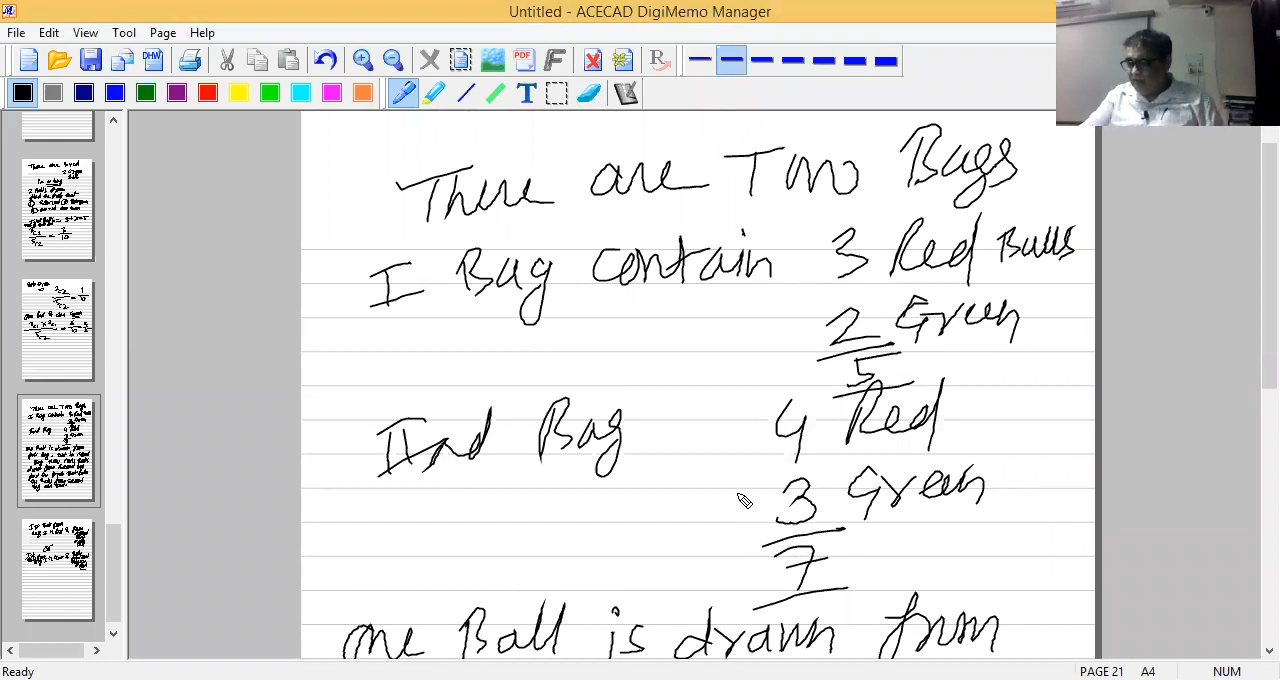 Untitled - ACECAD DigiMemo Manager
File Edit View Tool Page Help
There are Two Bags
I Bag contain 3 Red Balls
2 Green
5
IInd Bag 4 Red
3 Green
7
one Ball is drawn from
Ready PAGE 21 A4 NUM